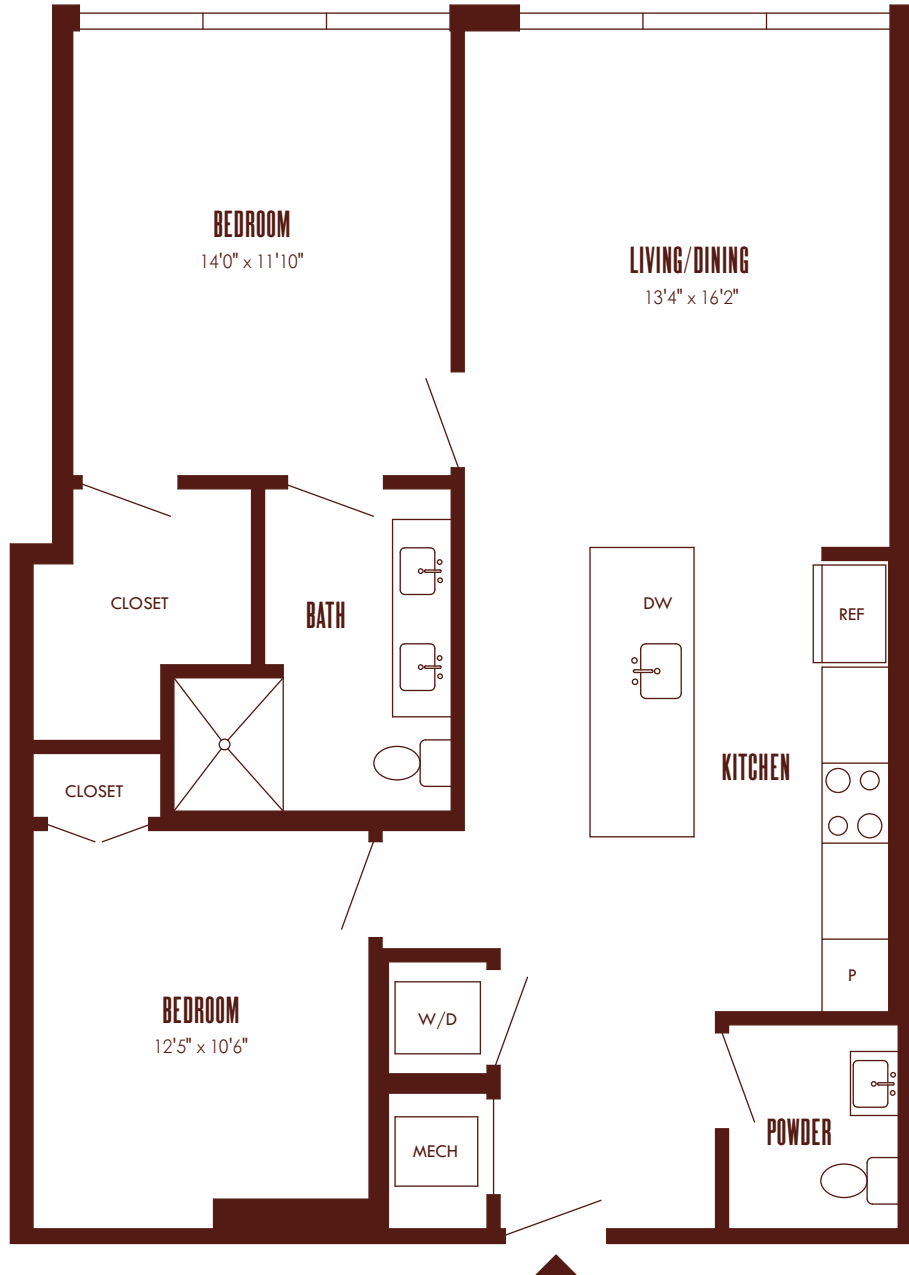 BEDROOM
14'0" x 11'10"
LIVING/DINING
13'4" x 16'2"
CLOSET
BATH
DW
REF
KITCHEN
CLOSET
P
BEDROOM
12'5" x 10'6"
W/D
MECH
POWDER